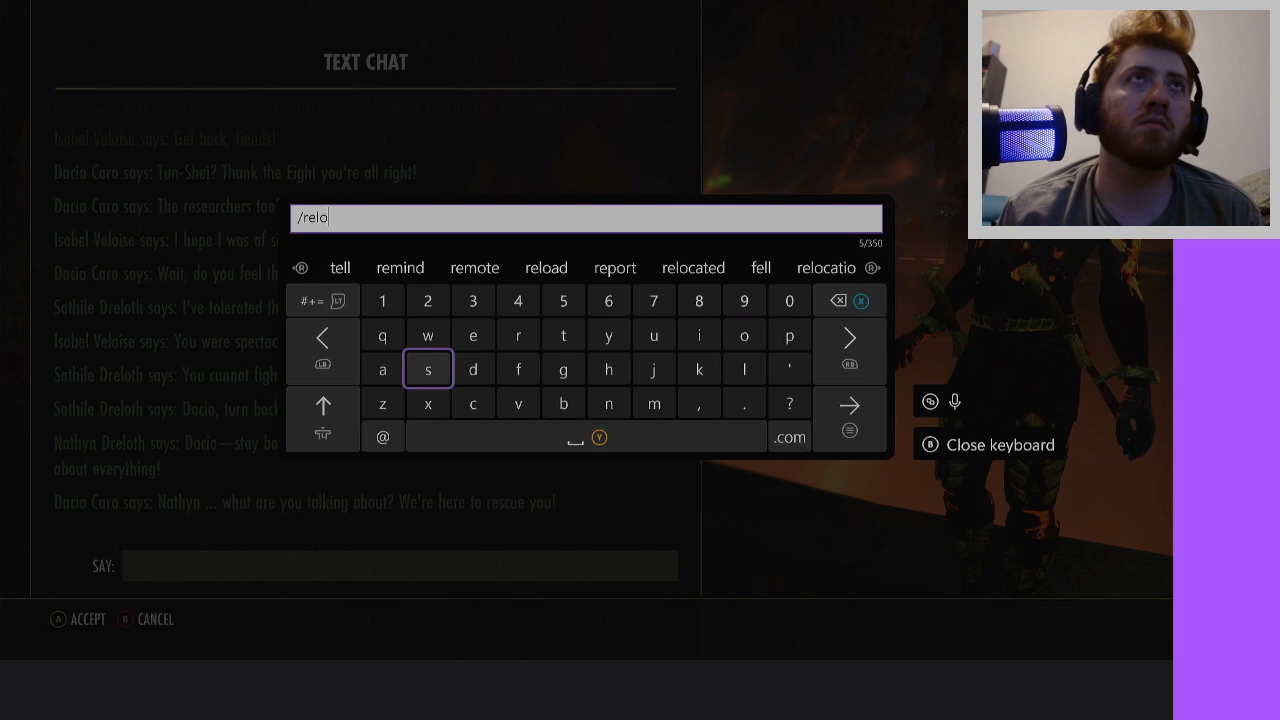 TEXT CHAT
Isobel Veloise says: Get back, fiends!
Dacia Caro says: Tun-Shei? Thank the Eight you're all right!
Dacia Caro says: The researchers too?
Isobel Veloise says: I hope I was of s
Dacia Caro says: Wait, do you feel th
Sathile Dreloth says: I've tolerated th
Isobel Veloise says: You were spectac
Sathile Dreloth says: You cannot figh
Sathile Dreloth says: Dacia, turn back
Nathyn Dreloth says: Dacia—stay ba
about everything!
Dacia Caro says: Nathyn ... what are you talking about? We're here to rescue you!
SAY:
A ACCEPT B CANCEL
/relo
5/350
R tell remind remote reload report relocated fell relocatio R
#+= LT 1 2 3 4 5 6 7 8 9 0 X
q w e r t y u i o p
LB a s d f g h j k l ' RB
z x c v b n m , . ?
@ Y .com
B Close keyboard